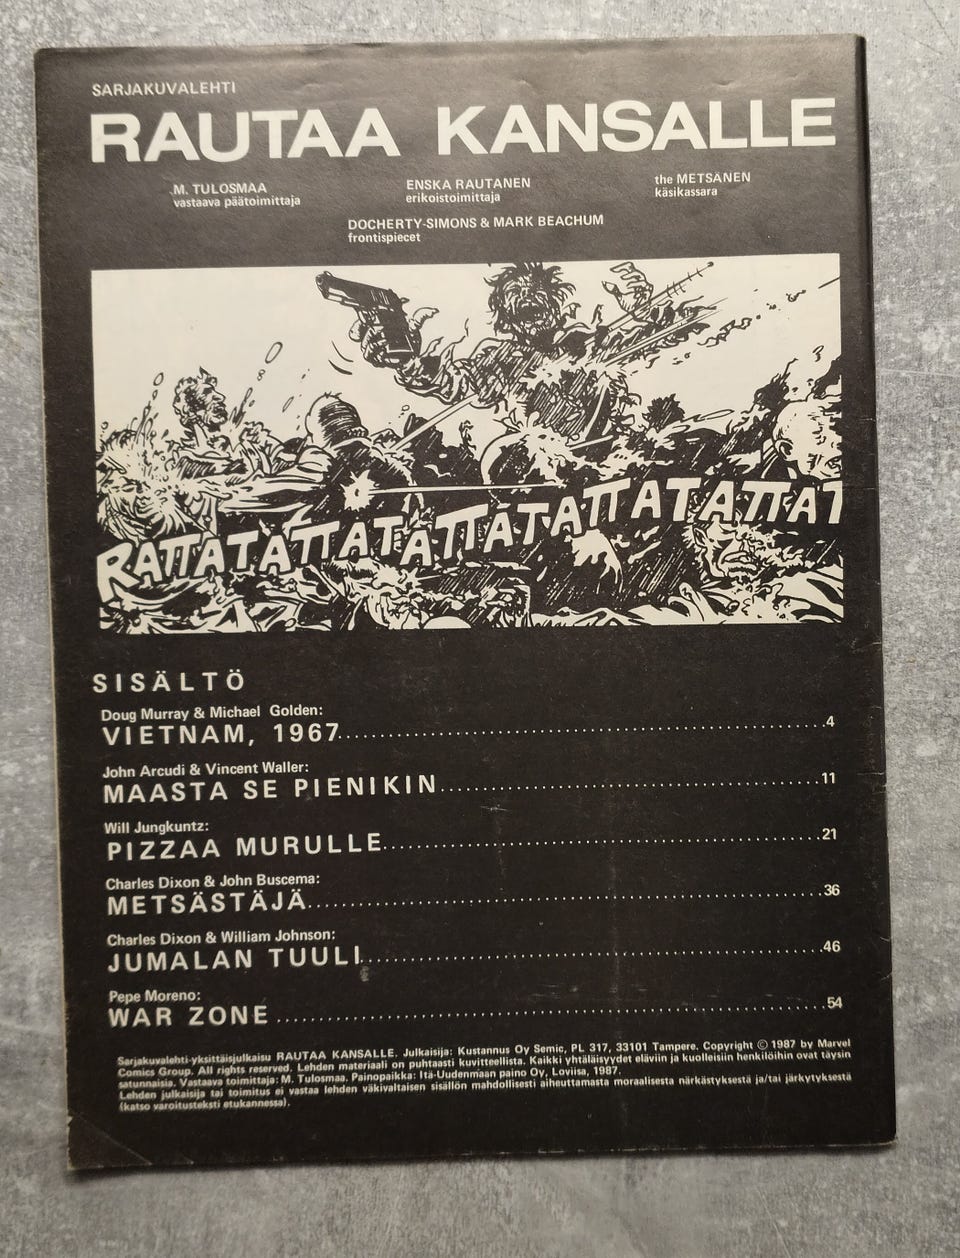 SARJAKUVALEHTI
RAUTAA KANSALLE
M. TULOSMAA
vastaava päätoimittaja
ENSKA RAUTANEN
erikoistoimittaja
the METSÄNEN
käsikassara
DOCHERTY-SIMONS & MARK BEACHUM
frontispiecet
RATTATATTATATTATATTATATTAT
SISÄLTÖ
Doug Murray & Michael Golden:
VIETNAM, 1967 4
John Arcudi & Vincent Waller:
MAASTA SE PIENIKIN 11
Will Jungkuntz:
PIZZAA MURULLE 21
Charles Dixon & John Buscema:
METSÄSTÄJÄ 36
Charles Dixon & William Johnson:
JUMALAN TUULI 46
Pepe Moreno:
WAR ZONE 54
Sarjakuvalehti-yksittäisjulkaisu RAUTAA KANSALLE. Julkaisija: Kustannus Oy Semic, PL 317, 33101 Tampere. Copyright © 1987 by Marvel
Comics Group. All rights reserved. Lehden materiaali on puhtaasti kuvitteellista. Kaikki yhtäläisyydet eläviin ja kuolleisiin henkilöihin ovat täysin
satunnaisia. Vastaava toimittaja: M. Tulosmaa. Painopaikka: Itä-Uudenmaan paino Oy, Loviisa, 1987.
Lehden julkaisija tai toimitus ei vastaa lehden väkivaltaisen sisällön mahdollisesti aiheuttamasta moraalisesta närkästyksestä ja/tai järkytyksestä
(katso varoitusteksti etukannessa).